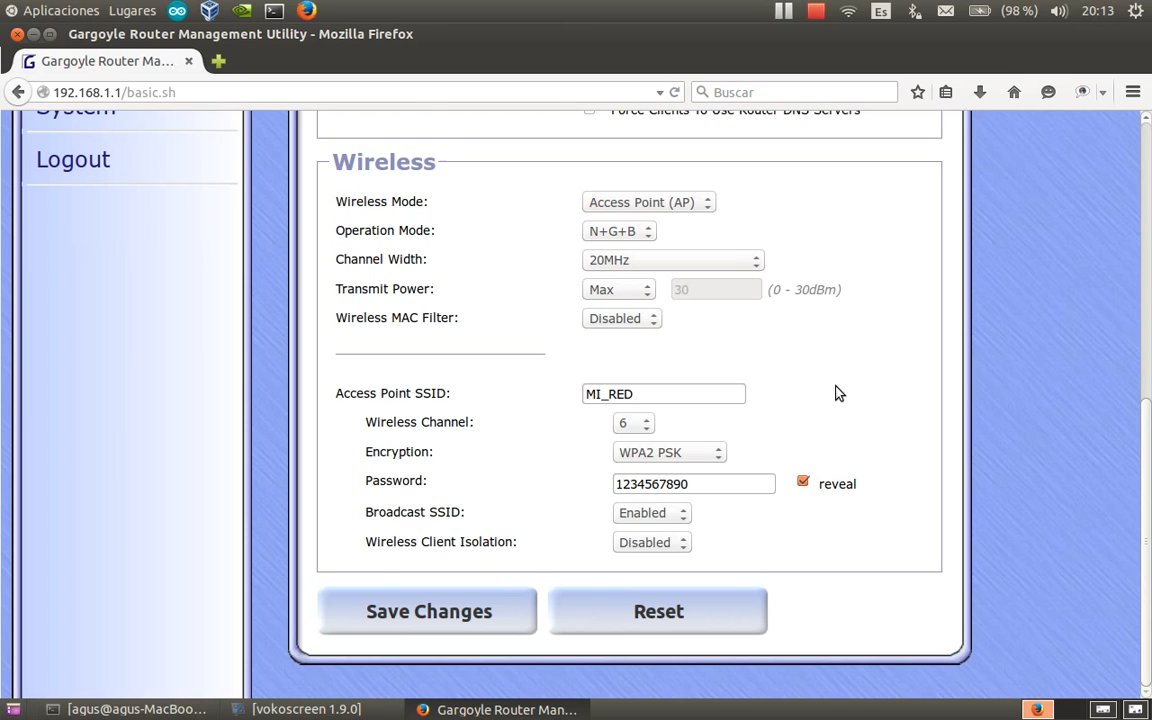 Aplicaciones Lugares Es (98 %) 20:13
Gargoyle Router Management Utility - Mozilla Firefox
Gargoyle Router Ma...
192.168.1.1/basic.sh Buscar
System
Force Clients To Use Router DNS Servers
Logout
Wireless
Wireless Mode: Access Point (AP)
Operation Mode: N+G+B
Channel Width: 20MHz
Transmit Power: Max 30 (0 - 30dBm)
Wireless MAC Filter: Disabled
Access Point SSID: MI_RED
Wireless Channel: 6
Encryption: WPA2 PSK
Password: 1234567890 reveal
Broadcast SSID: Enabled
Wireless Client Isolation: Disabled
Save Changes Reset
[agus@agus-MacBoo... [vokoscreen 1.9.0] Gargoyle Router Man...